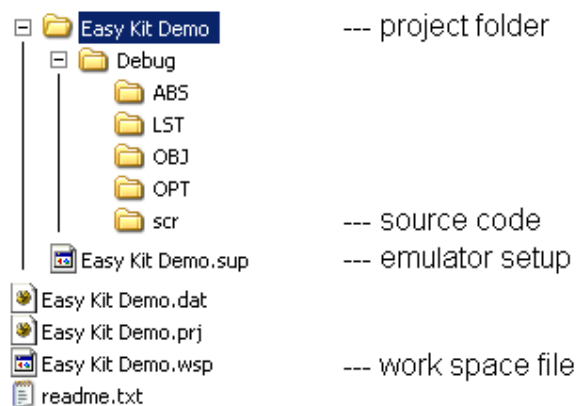 Easy Kit Demo --- project folder
Debug
ABS
LST
OBJ
OPT
scr --- source code
Easy Kit Demo.sup --- emulator setup
Easy Kit Demo.dat
Easy Kit Demo.prj
Easy Kit Demo.wsp --- work space file
readme.txt